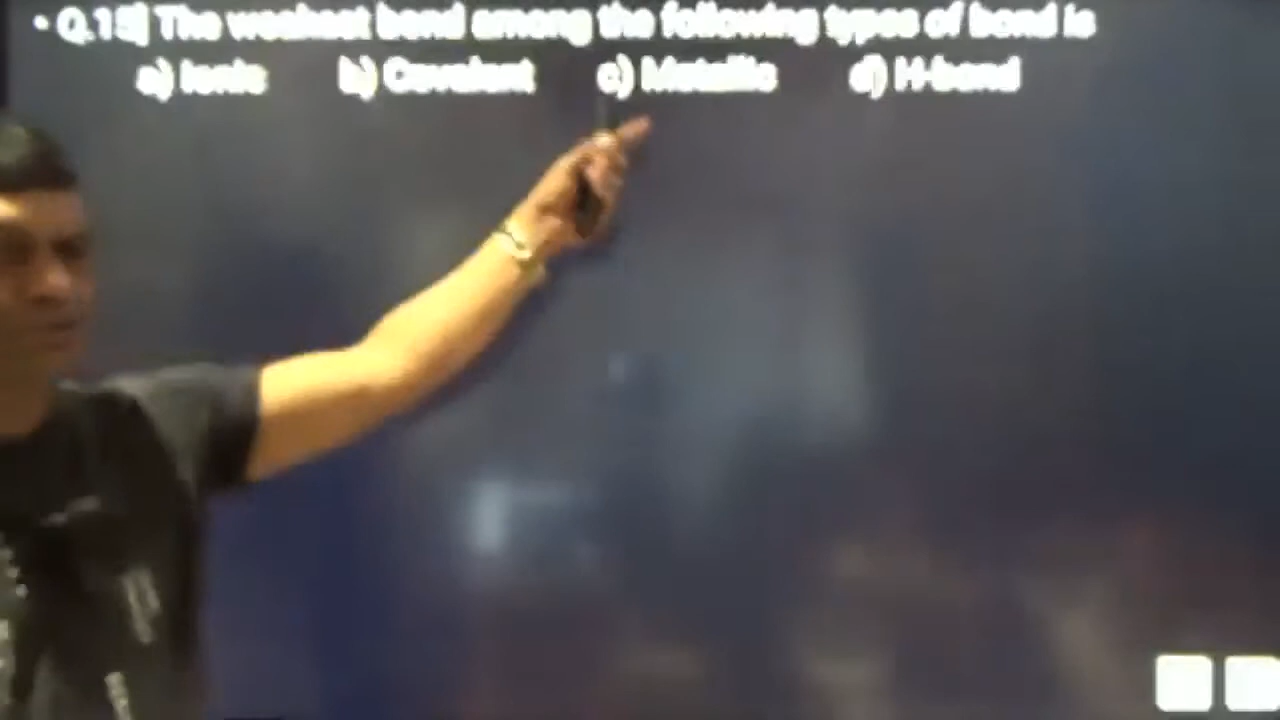 • Q.15] The weakest bond among the following types of bond is
a) Ionic b) Covalent c) Metallic d) H-bond